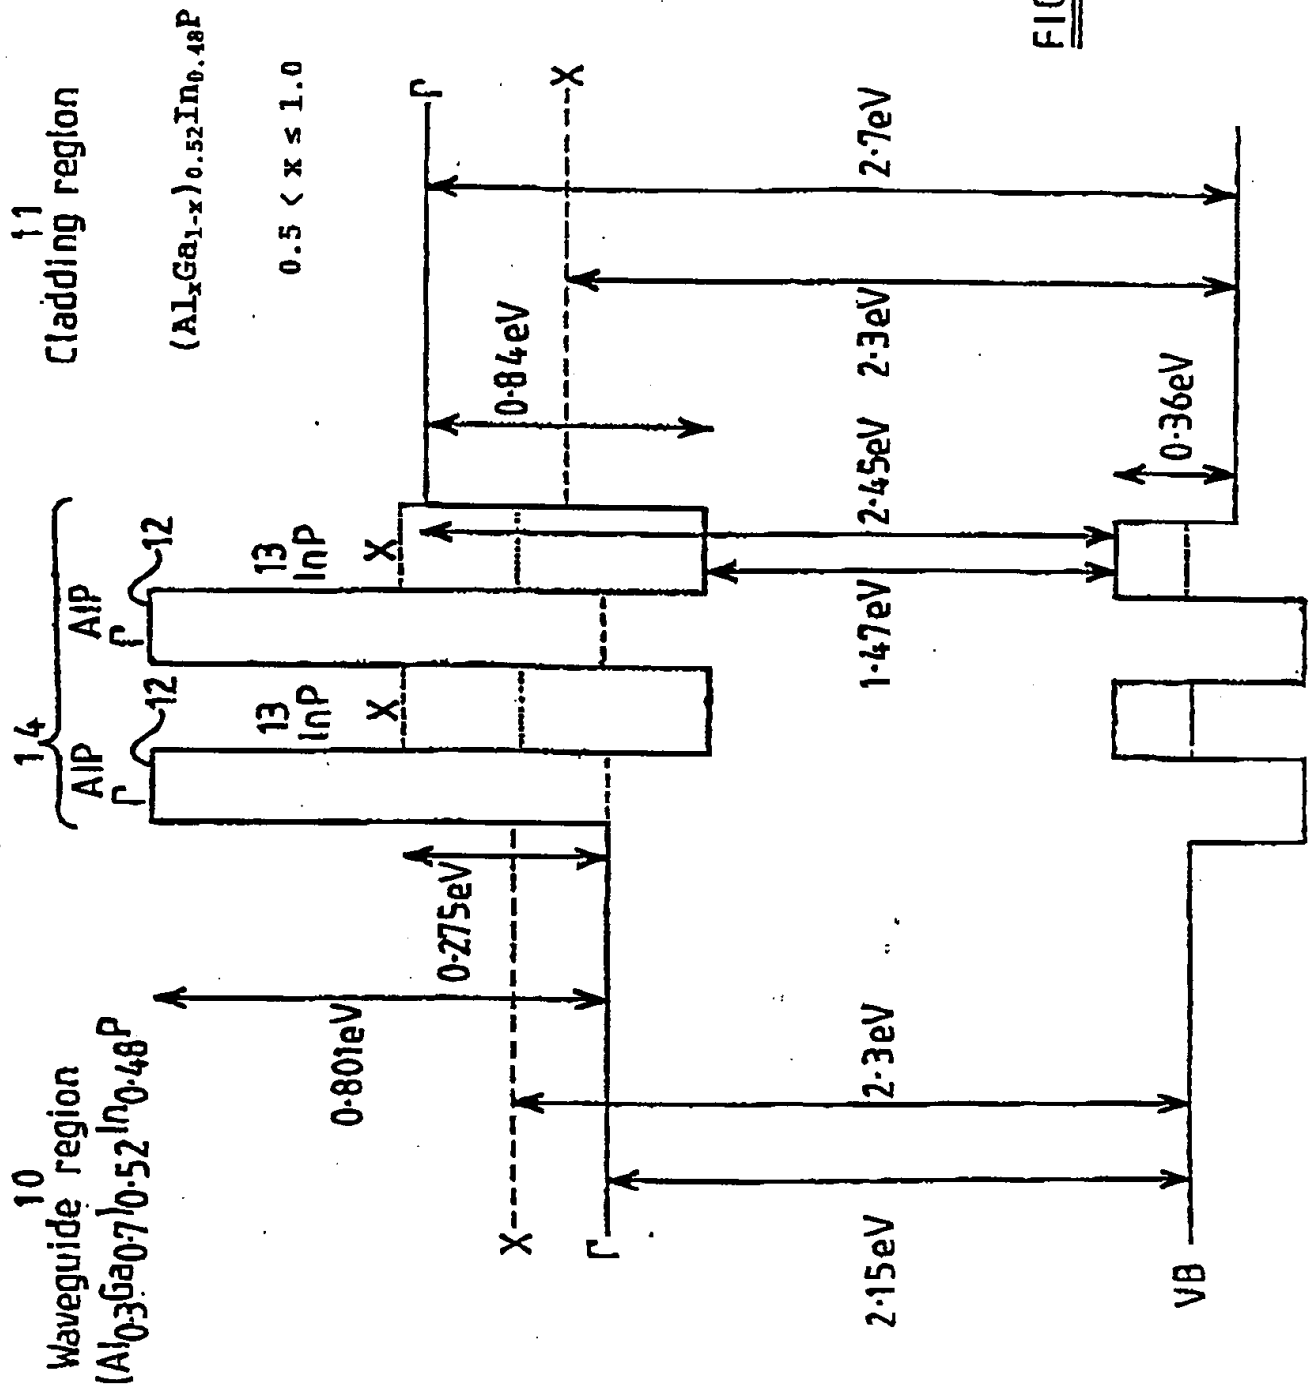 10
Waveguide region
(Al0·3Ga0·7)0·52In0·48P
14
AlP
Γ
12
13
InP
X
AlP
Γ
12
13
InP
X
11
Cladding region
(AlxGa1-x)0.52In0.48P
0.5 < x ≤ 1.0
Γ
X
X
Γ
0·801eV
0·275eV
0·84eV
2·15eV
2·3eV
1·47eV
2·45eV
2·3eV
2·7eV
0·36eV
VB
FIG